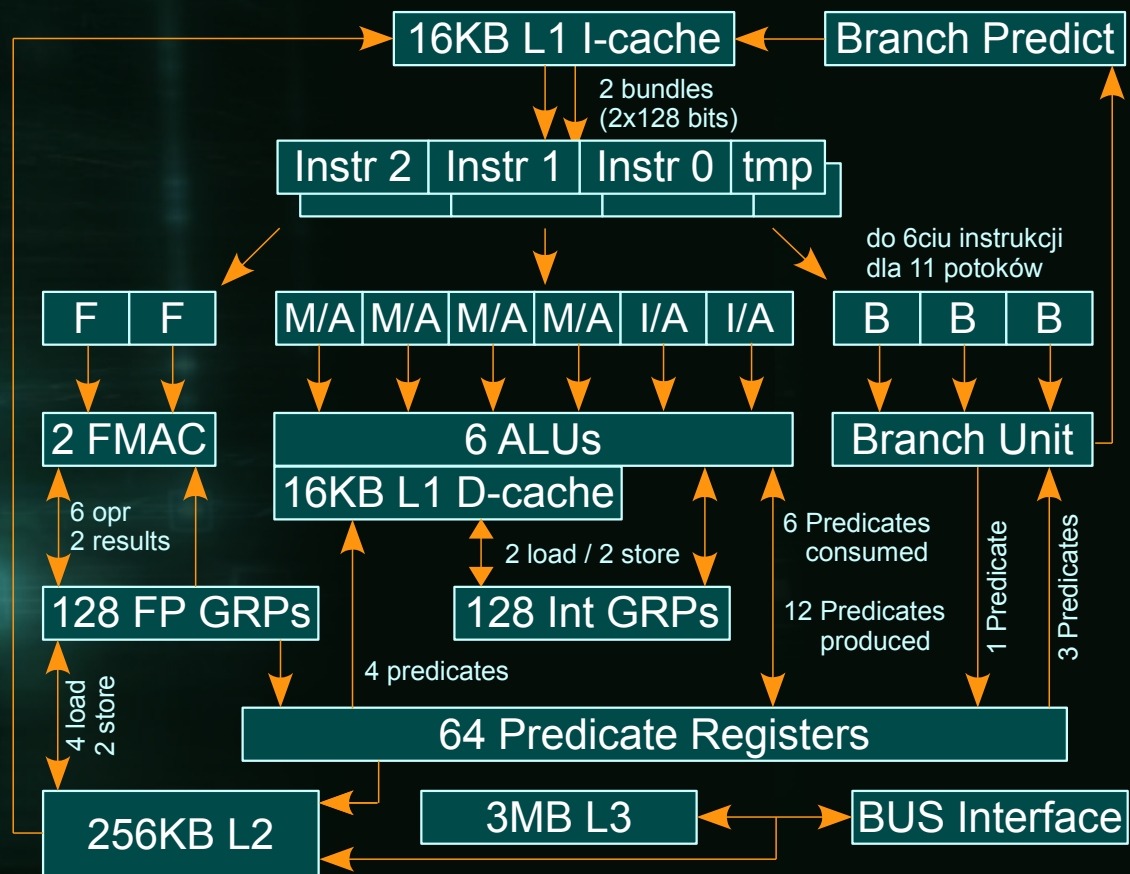 16KB L1 I-cache
Branch Predict
2 bundles
(2x128 bits)
Instr 2
Instr 1
Instr 0
tmp
do 6ciu instrukcji
dla 11 potoków
F
F
M/A
M/A
M/A
M/A
I/A
I/A
B
B
B
2 FMAC
6 ALUs
Branch Unit
16KB L1 D-cache
6 opr
2 results
2 load / 2 store
6 Predicates
consumed
128 FP GRPs
128 Int GRPs
12 Predicates
produced
1 Predicate
3 Predicates
4 load
2 store
4 predicates
64 Predicate Registers
256KB L2
3MB L3
BUS Interface